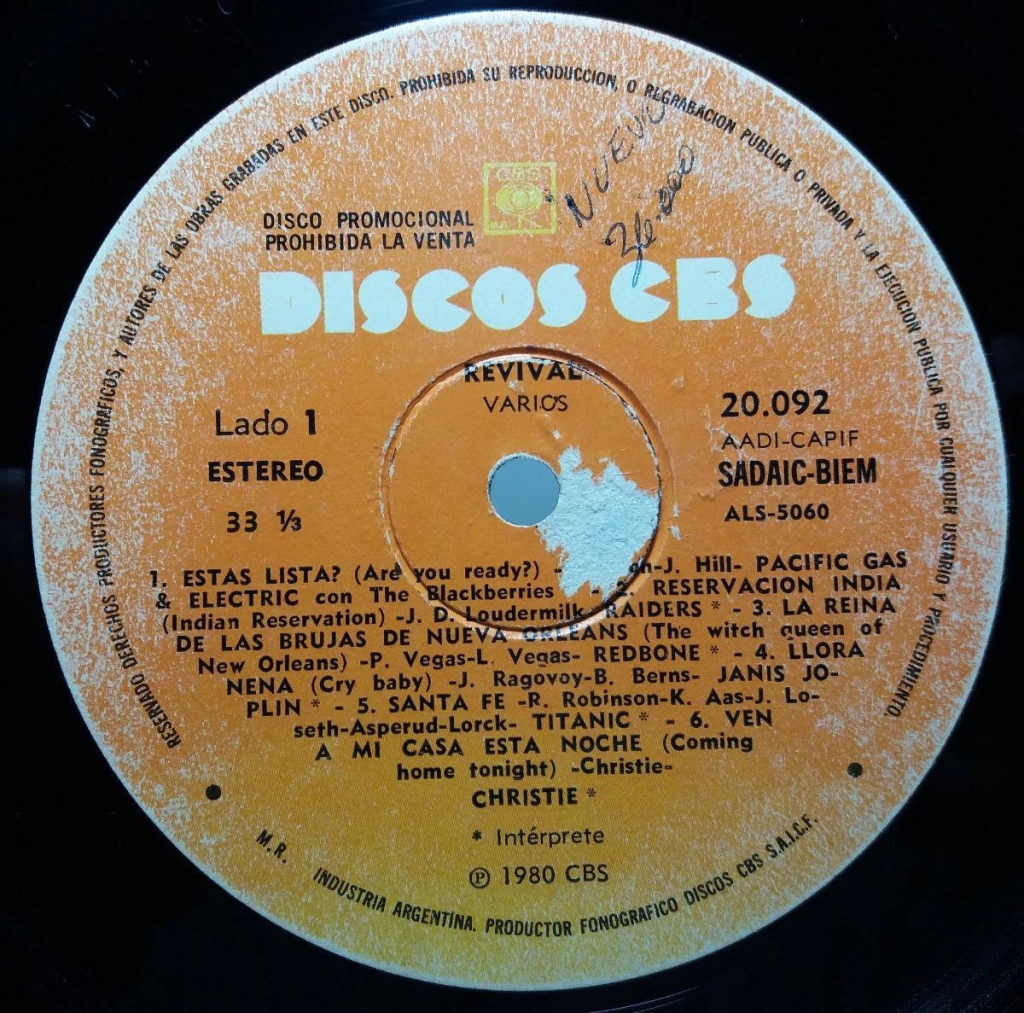 RESERVADO DERECHOS PRODUCTORES FONOGRAFICOS, Y AUTORES DE LAS OBRAS GRABADAS EN ESTE DISCO. PROHIBIDA SU REPRODUCCION, O REGRABACION PUBLICA O PRIVADA Y LA EJECUCION PUBLICA POR CUALQUIER USUARIO Y PROCEDIMIENTO.
CBS
NUEVO
DISCO PROMOCIONAL
PROHIBIDA LA VENTA
DISCOS CBS
REVIVAL
VARIOS
Lado 1
ESTEREO
33 ⅓
20.092
AADI-CAPIF
SADAIC-BIEM
ALS-5060
1. ESTAS LISTA? (Are you ready?) - -J. Hill- PACIFIC GAS
& ELECTRIC con The Blackberries - 2. RESERVACION INDIA
(Indian Reservation) -J. D. Loudermilk- RAIDERS * - 3. LA REINA
DE LAS BRUJAS DE NUEVA ORLEANS (The witch queen of
New Orleans) -P. Vegas-L. Vegas- REDBONE * - 4. LLORA
NENA (Cry baby) -J. Ragovoy-B. Berns- JANIS JO-
PLIN * - 5. SANTA FE -R. Robinson-K. Aas-J. Lo-
seth-Asperud-Lorck- TITANIC * - 6. VEN
A MI CASA ESTA NOCHE (Coming
home tonight) -Christie-
CHRISTIE *
* Intérprete
℗ 1980 CBS
M. R. INDUSTRIA ARGENTINA. PRODUCTOR FONOGRAFICO DISCOS CBS S.A.I.C.F.